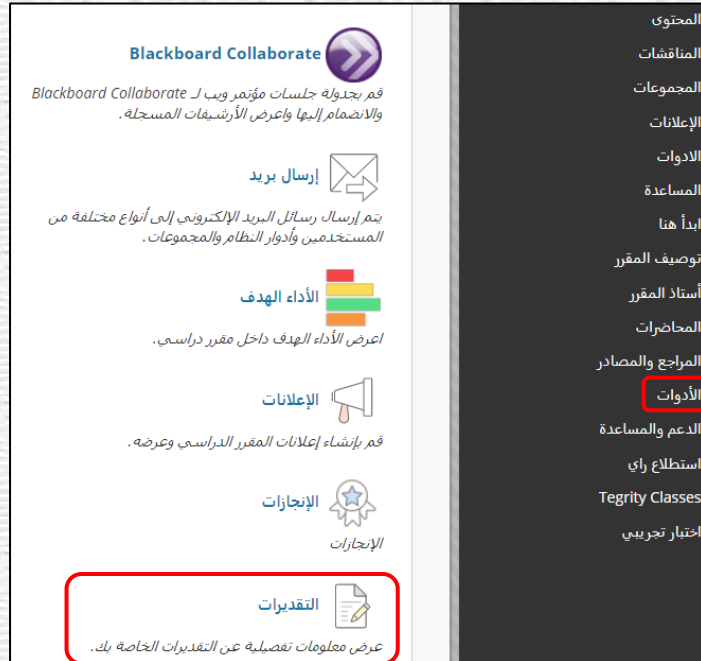 المحتوى
المناقشات
المجموعات
الإعلانات
الادوات
المساعدة
ابدأ هنا
توصيف المقرر
أستاذ المقرر
المحاضرات
المراجع والمصادر
الأدوات
الدعم والمساعدة
استطلاع راي
Tegrity Classes
اختبار تجريبي
Blackboard Collaborate
قم بجدولة جلسات مؤتمر ويب لـ Blackboard Collaborate
والانضمام إليها واعرض الأرشيفات المسجلة.
إرسال بريد
يتم إرسال رسائل البريد الإلكتروني إلى أنواع مختلفة من
المستخدمين وأدوار النظام والمجموعات.
الأداء الهدف
اعرض الأداء الهدف داخل مقرر دراسي.
الإعلانات
قم بإنشاء إعلانات المقرر الدراسي وعرضه.
الإنجازات
الإنجازات
التقديرات
عرض معلومات تفصيلية عن التقديرات الخاصة بك.